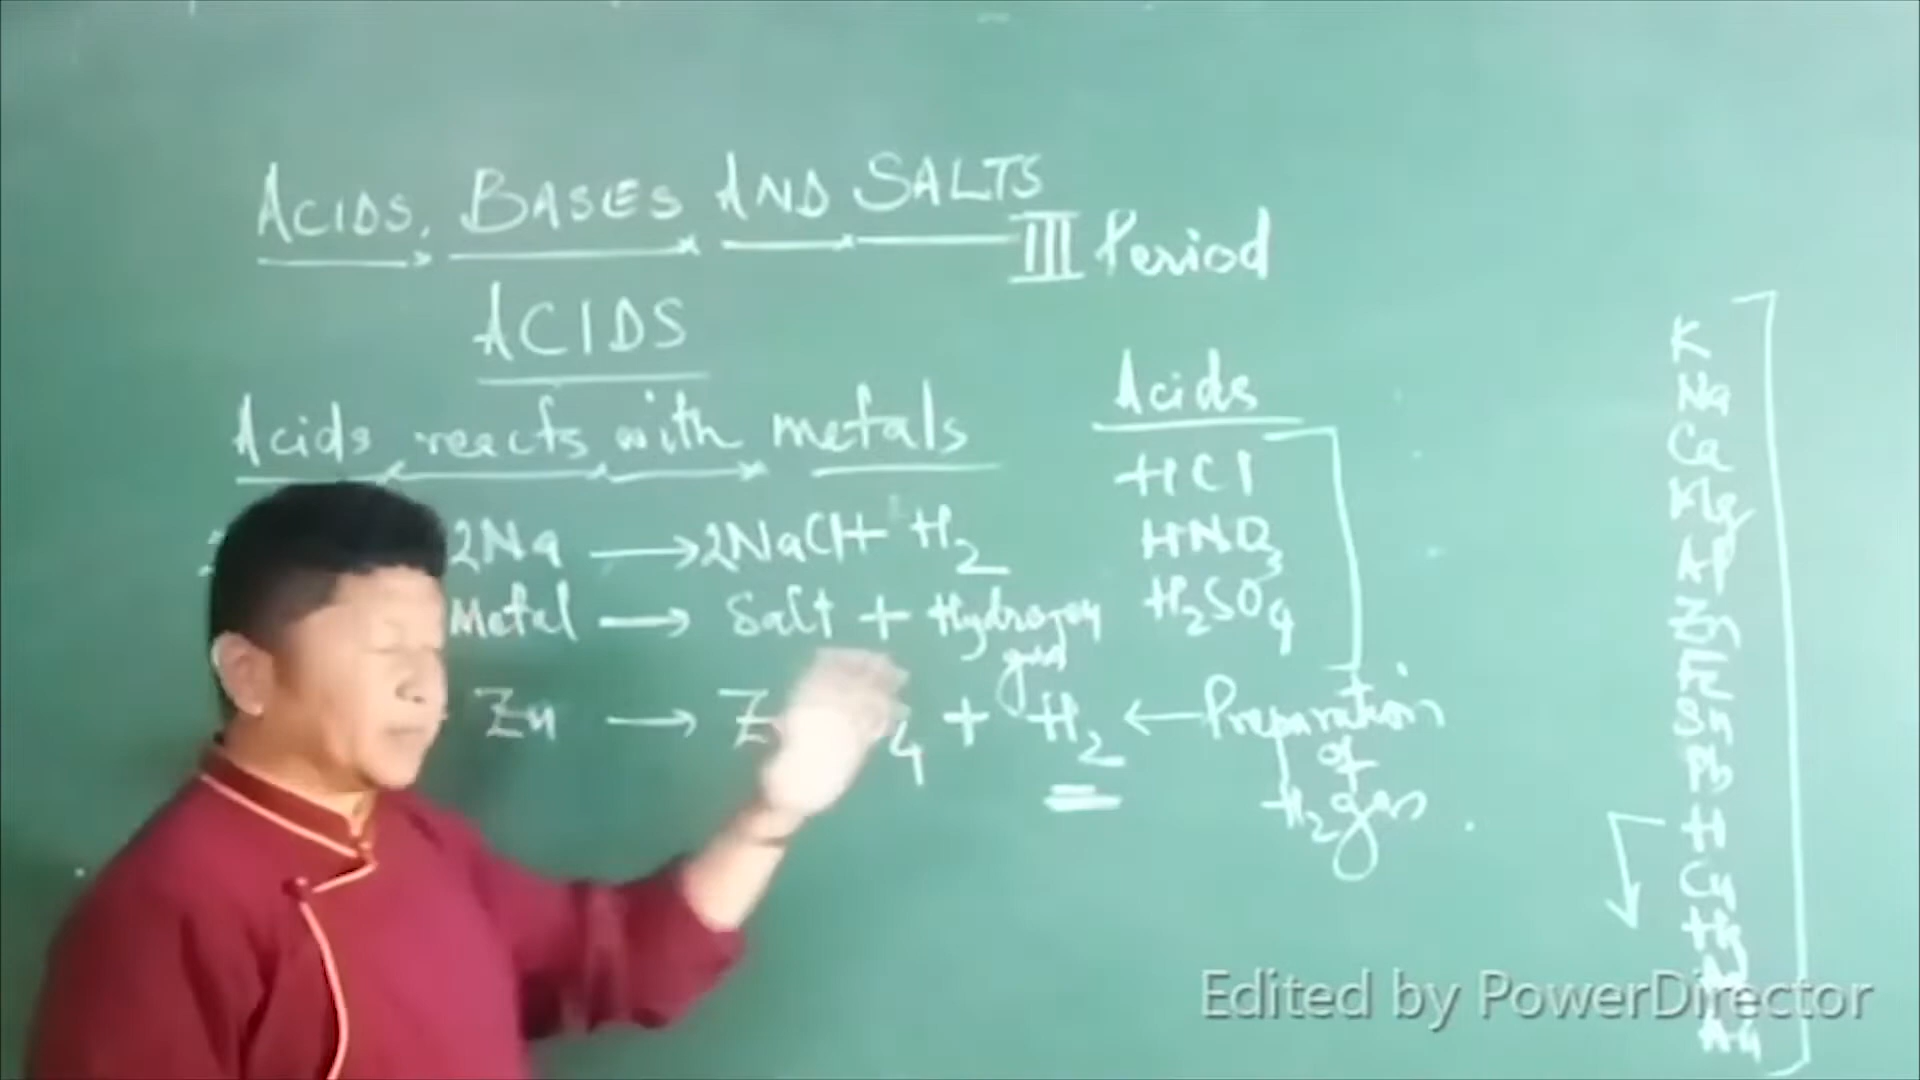 ACIDS, BASES AND SALTS
III Period
ACIDS
Acids reacts with metals
2Na → 2NaCl + H2
Metal → Salt + Hydrogen
gas
Zn → 4 + H2 ← Preparation
of
H2 gas.
Acids
HCl
HNO3
H2SO4
K
Na
Ca
Mg
Al
Zn
Fe
Sn
Pb
H
Cu
Hg
Au
Edited by PowerDirector